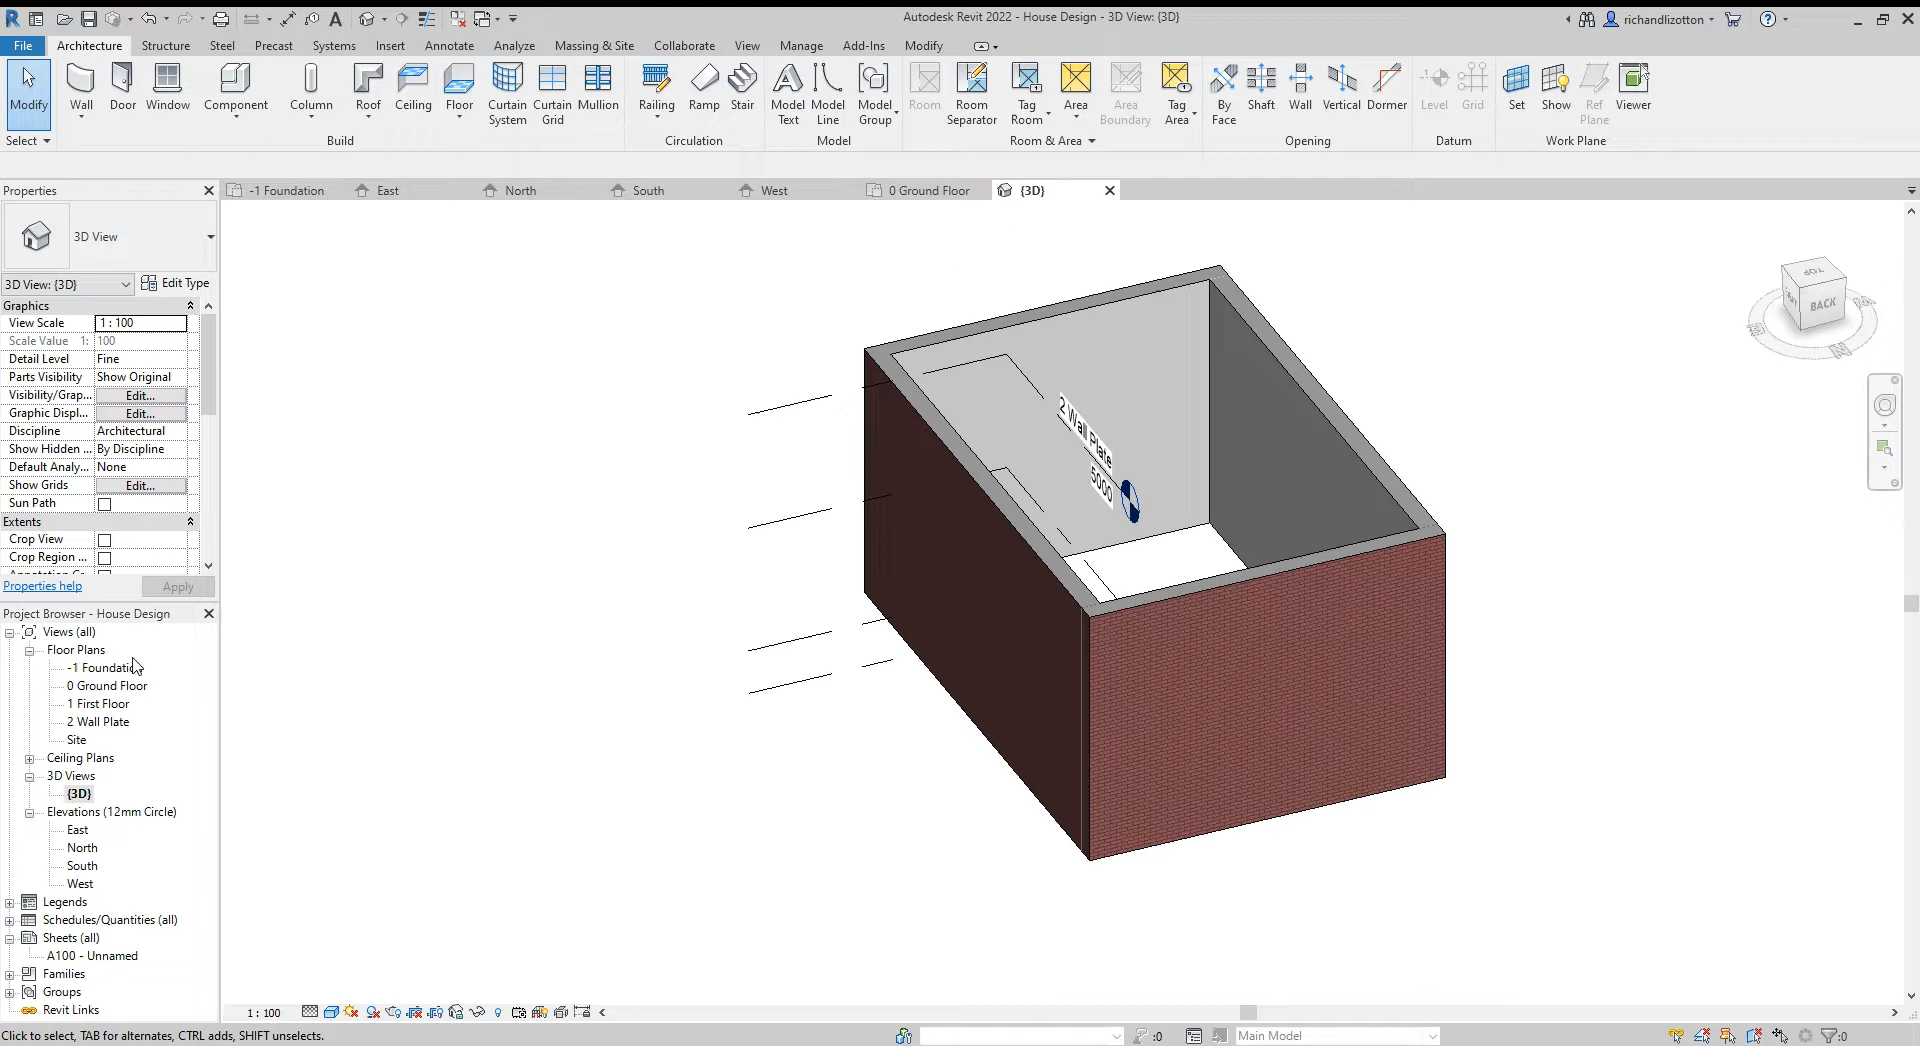 Autodesk Revit 2022 - House Design - 3D View: {3D}
richandlizotton
File Architecture Structure Steel Precast Systems Insert Annotate Analyze Massing & Site Collaborate View Manage Add-Ins Modify
Modify Wall Door Window Component Column Roof Ceiling Floor Curtain System Curtain Grid Mullion Railing Ramp Stair Model Text Model Line Model Group Room Room Separator Tag Room Area Area Boundary Tag Area By Face Shaft Wall Vertical Dormer Level Grid Set Show Ref Plane Viewer
Select Build Circulation Model Room & Area Opening Datum Work Plane
Properties
-1 Foundation East North South West 0 Ground Floor {3D}
3D View
3D View: {3D} Edit Type
Graphics
View Scale 1 : 100
Scale Value 1: 100
Detail Level Fine
Parts Visibility Show Original
Visibility/Grap... Edit...
Graphic Displ... Edit...
Discipline Architectural
Show Hidden ... By Discipline
Default Analy... None
Show Grids Edit...
Sun Path
Extents
Crop View
Crop Region ...
Properties help Apply
Project Browser - House Design
Views (all)
Floor Plans
-1 Foundation
0 Ground Floor
1 First Floor
2 Wall Plate
Site
Ceiling Plans
3D Views
{3D}
Elevations (12mm Circle)
East
North
South
West
Legends
Schedules/Quantities (all)
Sheets (all)
A100 - Unnamed
Families
Groups
Revit Links
2 Wall Plate
5000
TOP
BACK
1 : 100
Click to select, TAB for alternates, CTRL adds, SHIFT unselects.
:0
Main Model
:0